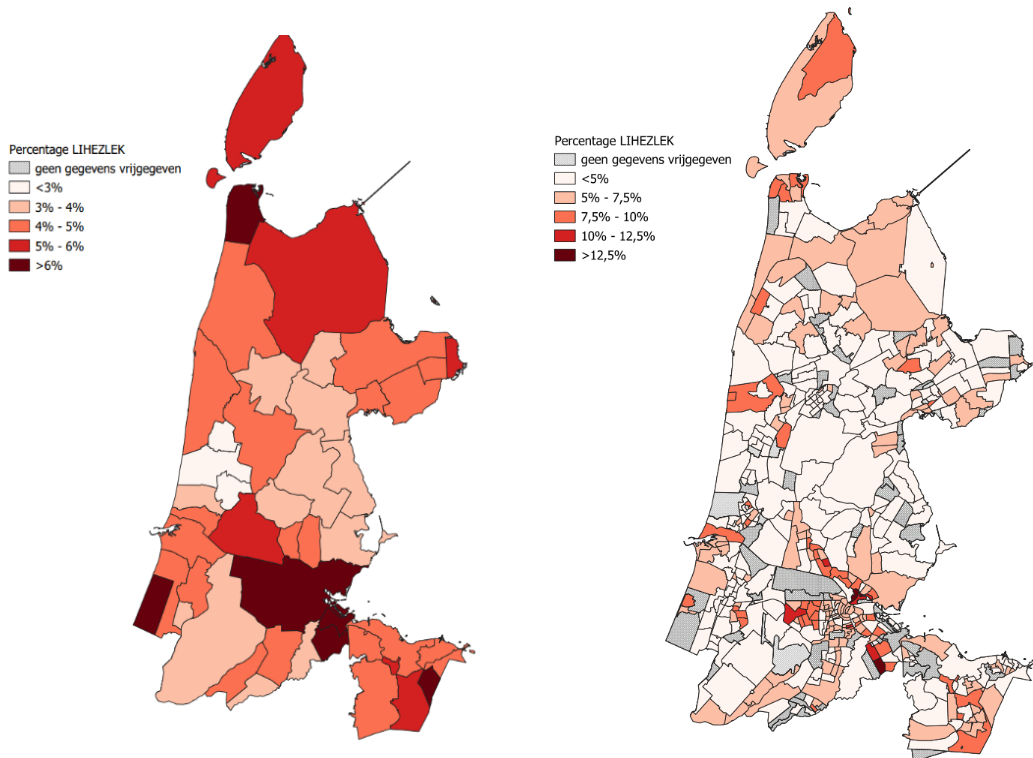 Percentage LIHEZLEK
geen gegevens vrijgegeven
<3%
3% - 4%
4% - 5%
5% - 6%
>6%
Percentage LIHEZLEK
geen gegevens vrijgegeven
<5%
5% - 7,5%
7,5% - 10%
10% - 12,5%
>12,5%